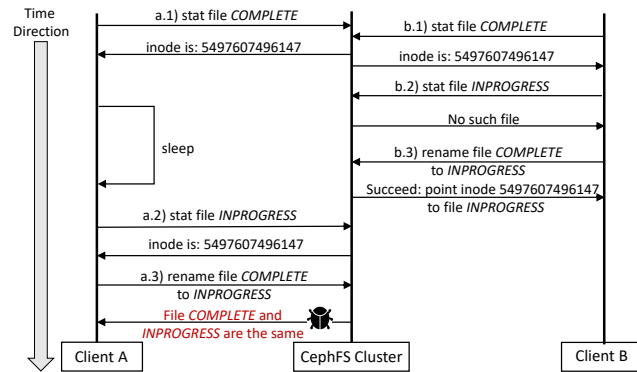 Time
Direction
a.1) stat file COMPLETE
b.1) stat file COMPLETE
inode is: 5497607496147
inode is: 5497607496147
b.2) stat file INPROGRESS
No such file
sleep
b.3) rename file COMPLETE
to INPROGRESS
Succeed: point inode 5497607496147
to file INPROGRESS
a.2) stat file INPROGRESS
inode is: 5497607496147
a.3) rename file COMPLETE
to INPROGRESS
File COMPLETE and
INPROGRESS are the same
Client A
CephFS Cluster
Client B